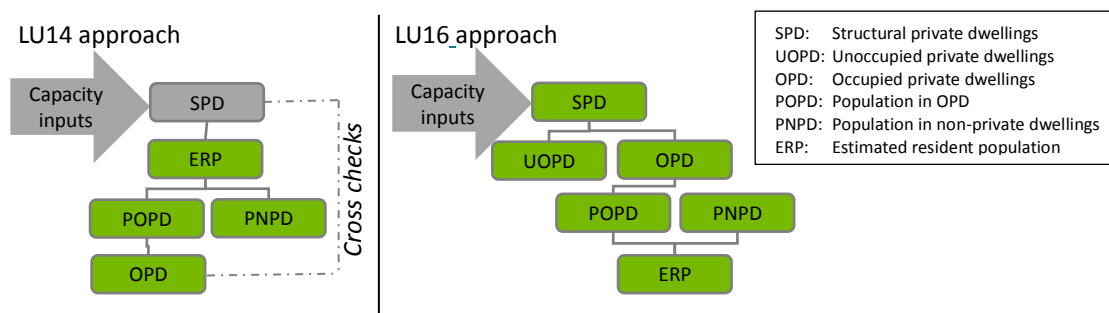 LU14 approach
Capacity
inputs
SPD
ERP
POPD
PNPD
OPD
Cross checks
LU16 approach
Capacity
inputs
SPD
UOPD
OPD
POPD
PNPD
ERP
SPD: Structural private dwellings
UOPD: Unoccupied private dwellings
OPD: Occupied private dwellings
POPD: Population in OPD
PNPD: Population in non-private dwellings
ERP: Estimated resident population